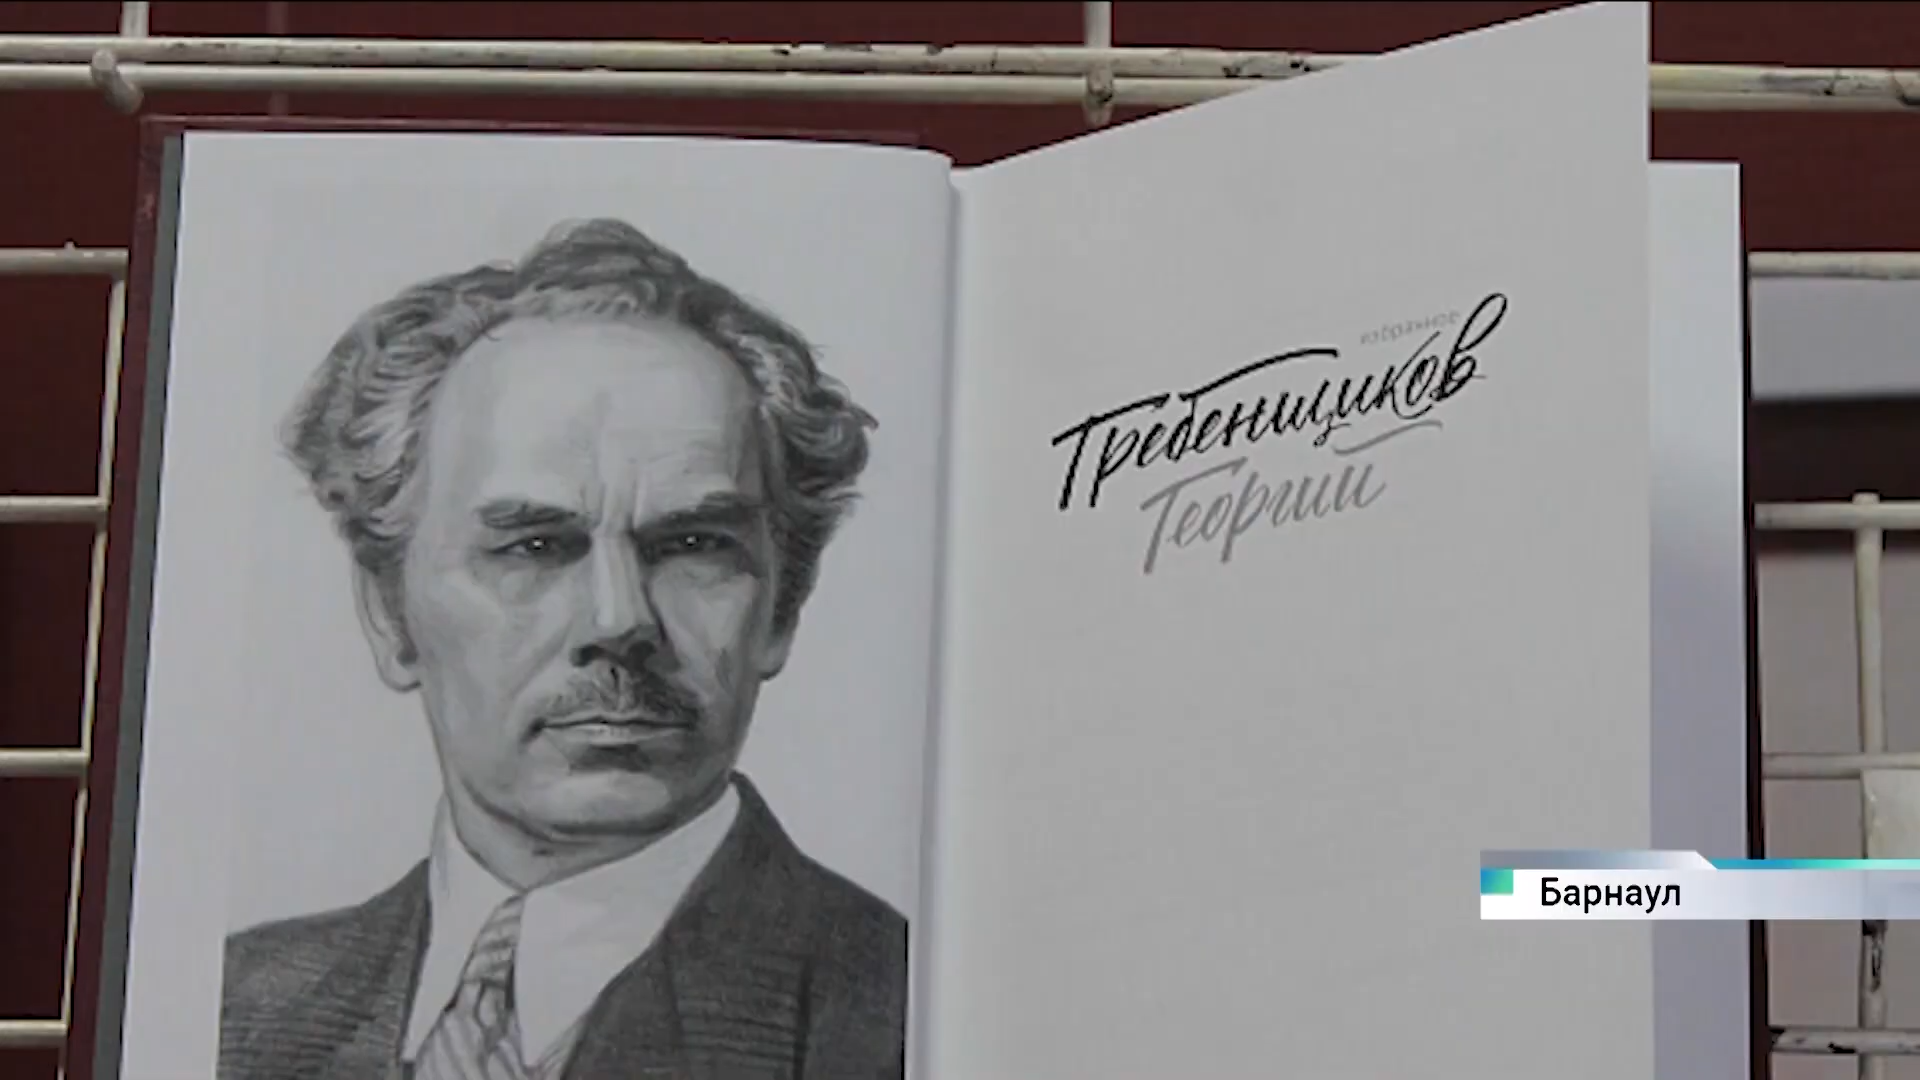 избранное
Гребенщиков
Георгий
Барнаул